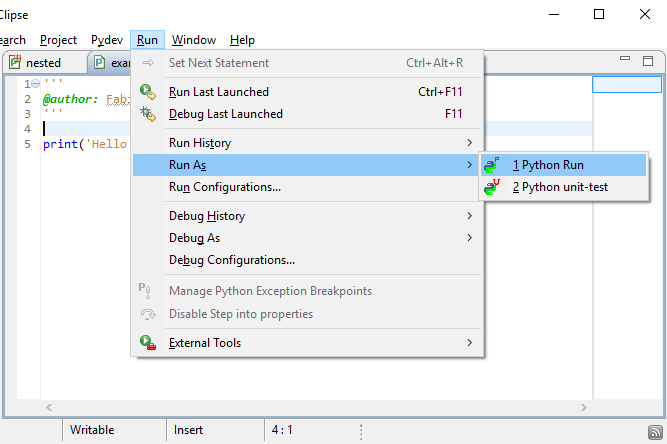 Clipse
earch Project Pydev Run Window Help
nested exa
Set Next Statement Ctrl+Alt+R
1 '''
Run Last Launched Ctrl+F11
2 @author: Fabi
Debug Last Launched F11
3 '''
4
5 print('Hello
Run History
Run As
1 Python Run
Run Configurations...
2 Python unit-test
Debug History
Debug As
Debug Configurations...
Manage Python Exception Breakpoints
Disable Step into properties
External Tools
Writable Insert 4 : 1